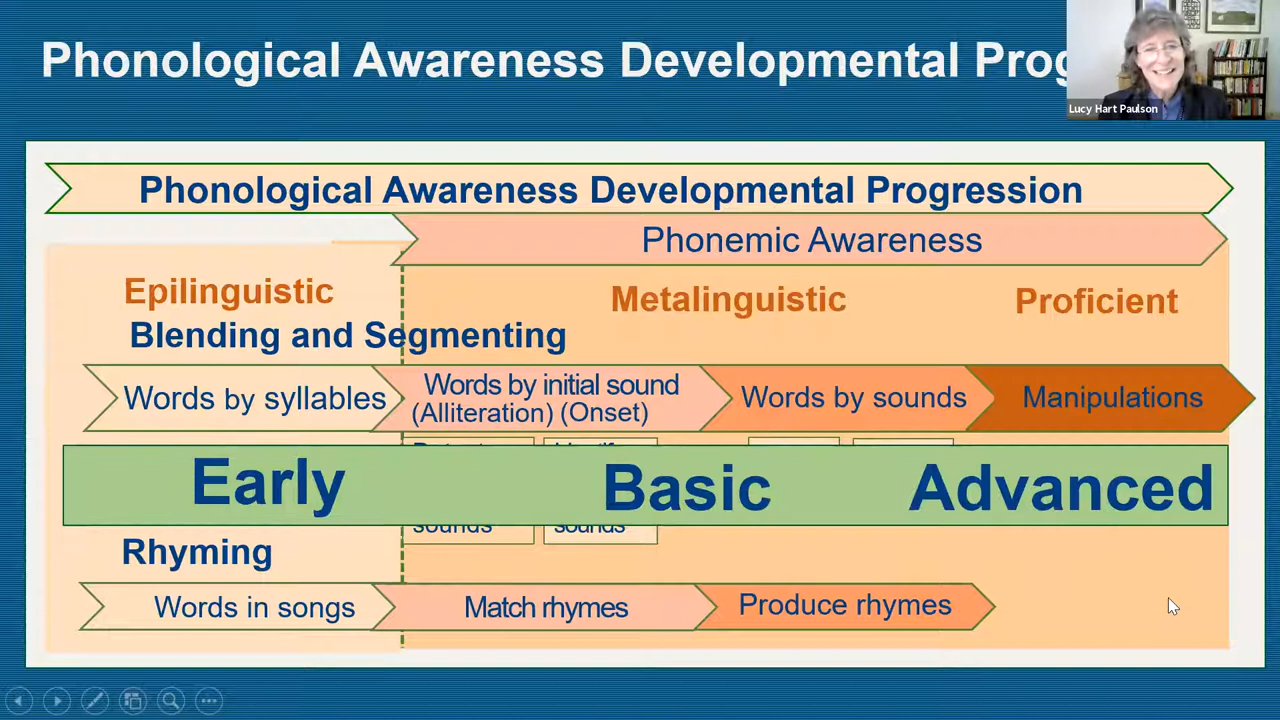 Phonological Awareness Developmental Prog
Lucy Hart Paulson
Phonological Awareness Developmental Progression
Phonemic Awareness
Epilinguistic
Metalinguistic
Proficient
Blending and Segmenting
Words by syllables
Words by initial sound
(Alliteration) (Onset)
Words by sounds
Manipulations
Early
Basic
Advanced
sounds
sounds
Rhyming
Words in songs
Match rhymes
Produce rhymes